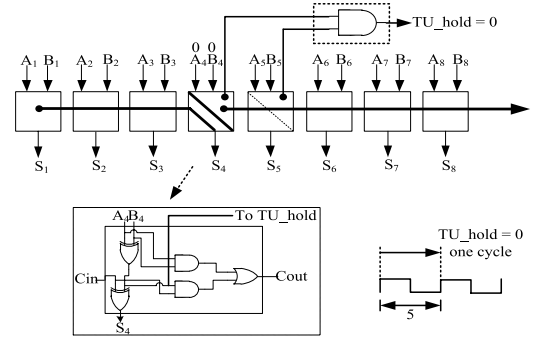 TU_hold = 0
0 0
A1 B1 A2 B2 A3 B3 A4 B4 A5 B5 A6 B6 A7 B7 A8 B8
S1 S2 S3 S4 S5 S6 S7 S8
A4B4
To TU_hold
Cin
Cout
S4
TU_hold = 0
one cycle
5